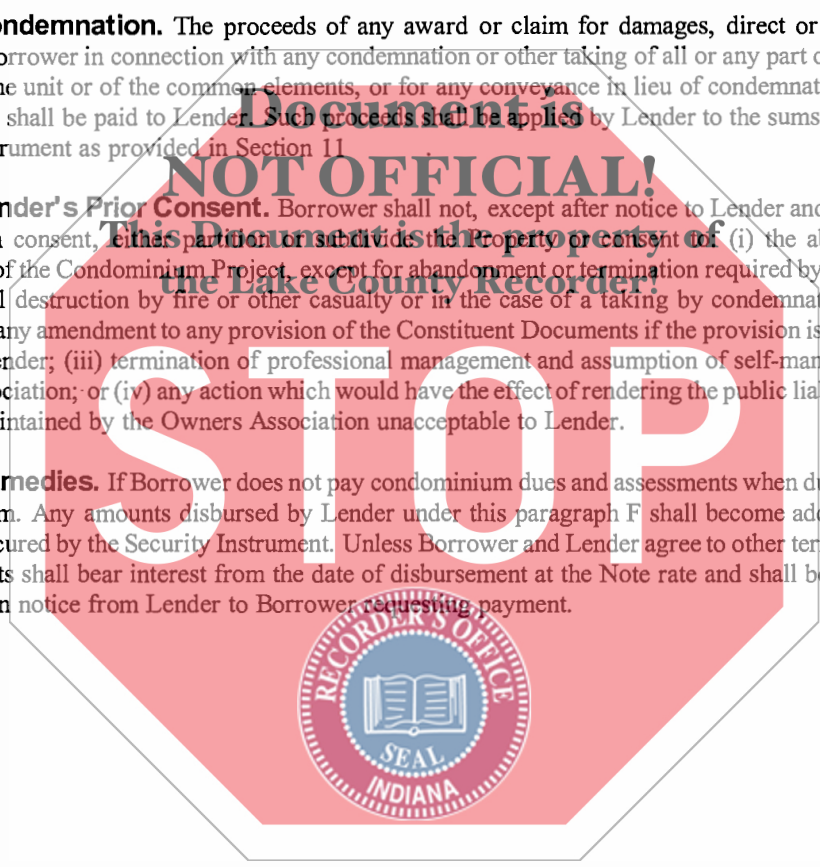 ondemnation. The proceeds of any award or claim for damages, direct or
orrower in connection with any condemnation or other taking of all or any part
ne unit or of the common elements, or for any conveyance in lieu of condemnat
shall be paid to Lender. Such proceeds shall be applied by Lender to the sums
rument as provided in Section 11
Document is
NOT OFFICIAL!
This Document is the property of
the Lake County Recorder!
nder's Prior Consent. Borrower shall not, except after notice to Lender and
consent, either partition or subdivide the Property or consent to: (i) the ab
of the Condominium Project, except for abandonment or termination required by
l destruction by fire or other casualty or in the case of a taking by condemnat
any amendment to any provision of the Constituent Documents if the provision is
ender; (iii) termination of professional management and assumption of self-man
ciation; or (iv) any action which would have the effect of rendering the public lia
intained by the Owners Association unacceptable to Lender.
STOP
medies. If Borrower does not pay condominium dues and assessments when du
m. Any amounts disbursed by Lender under this paragraph F shall become add
cured by the Security Instrument. Unless Borrower and Lender agree to other ter
ts shall bear interest from the date of disbursement at the Note rate and shall be
n notice from Lender to Borrower requesting payment.
RECORDER'S OFFICE
SEAL
INDIANA